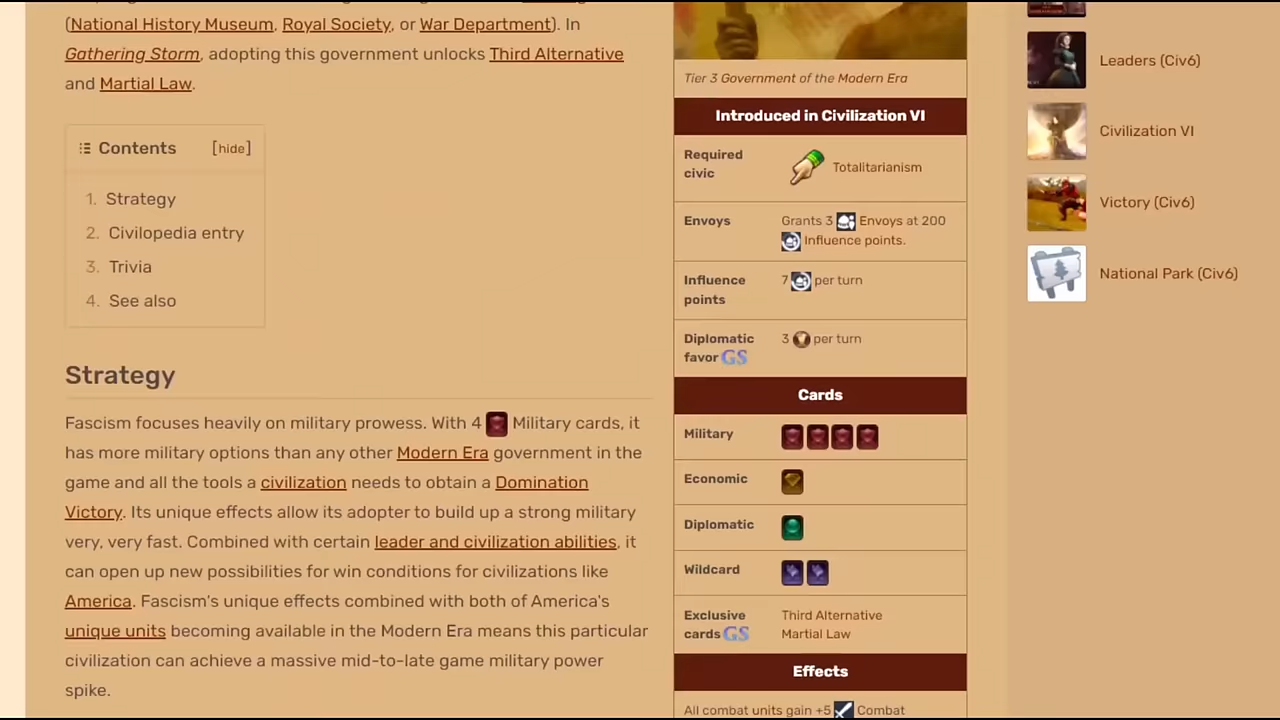 (National History Museum, Royal Society, or War Department). In
Gathering Storm, adopting this government unlocks Third Alternative
and Martial Law.
Contents [hide]
1. Strategy
2. Civilopedia entry
3. Trivia
4. See also
Strategy
Fascism focuses heavily on military prowess. With 4 Military cards, it
has more military options than any other Modern Era government in the
game and all the tools a civilization needs to obtain a Domination
Victory. Its unique effects allow its adopter to build up a strong military
very, very fast. Combined with certain leader and civilization abilities, it
can open up new possibilities for win conditions for civilizations like
America. Fascism's unique effects combined with both of America's
unique units becoming available in the Modern Era means this particular
civilization can achieve a massive mid-to-late game military power
spike.
Tier 3 Government of the Modern Era
Introduced in Civilization VI
Required
civic
Totalitarianism
Envoys
Grants 3 Envoys at 200
Influence points.
Influence
points
7 per turn
Diplomatic
favor GS
3 per turn
Cards
Military
Economic
Diplomatic
Wildcard
Exclusive
cards GS
Third Alternative
Martial Law
Effects
All combat units gain +5 Combat
Leaders (Civ6)
Civilization VI
Victory (Civ6)
National Park (Civ6)